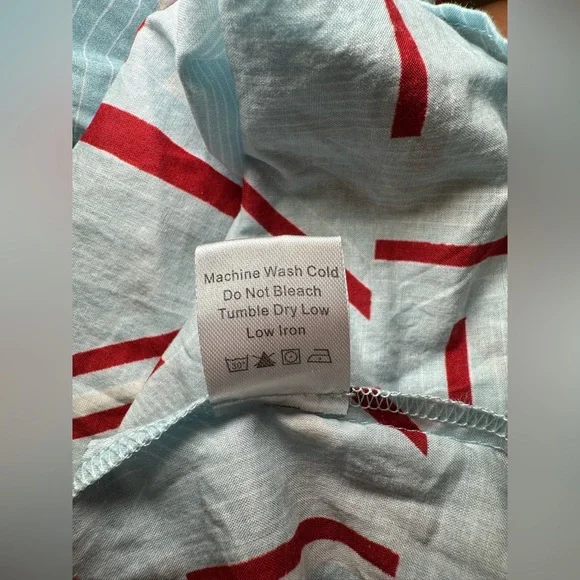 Machine Wash Cold
Do Not Bleach
Tumble Dry Low
Low Iron
30°